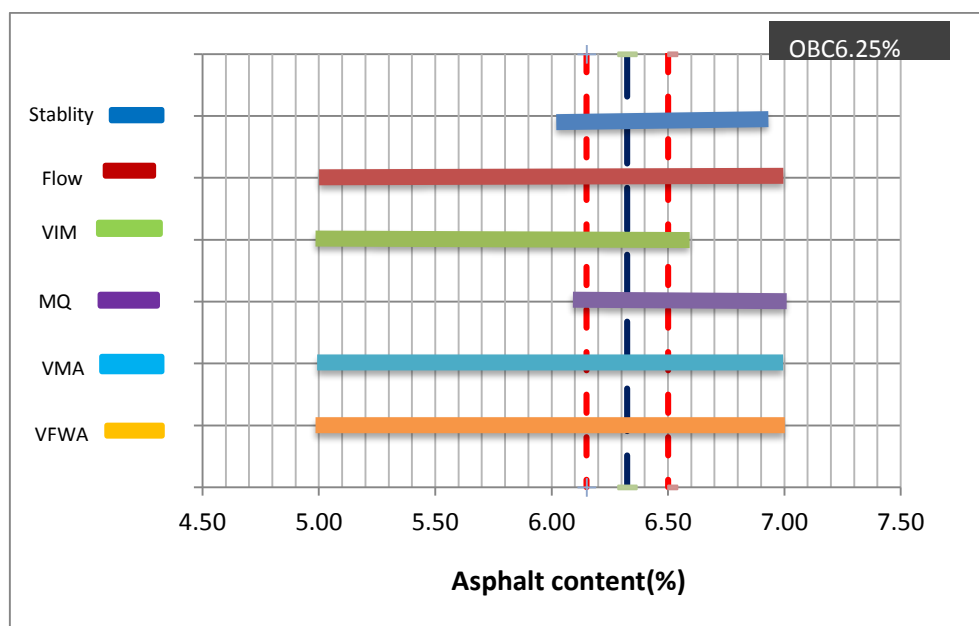 OBC6.25%
Stablity
Flow
VIM
MQ
VMA
VFWA
4.50 5.00 5.50 6.00 6.50 7.00 7.50
Asphalt content(%)